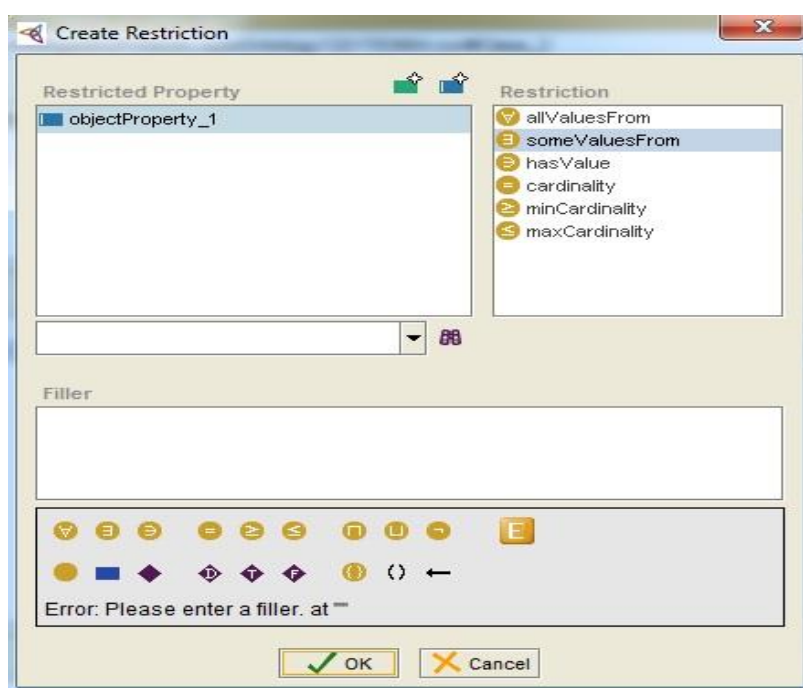 Create Restriction
Restricted Property
Restriction
objectProperty_1
∀ allValuesFrom
∃ someValuesFrom
∋ hasValue
= cardinality
≥ minCardinality
≤ maxCardinality
Filler
∀ ∃ ∋ = ≥ ≤ ⊓ ⊔ ¬ E
D T F {} () ←
Error: Please enter a filler. at ""
OK Cancel